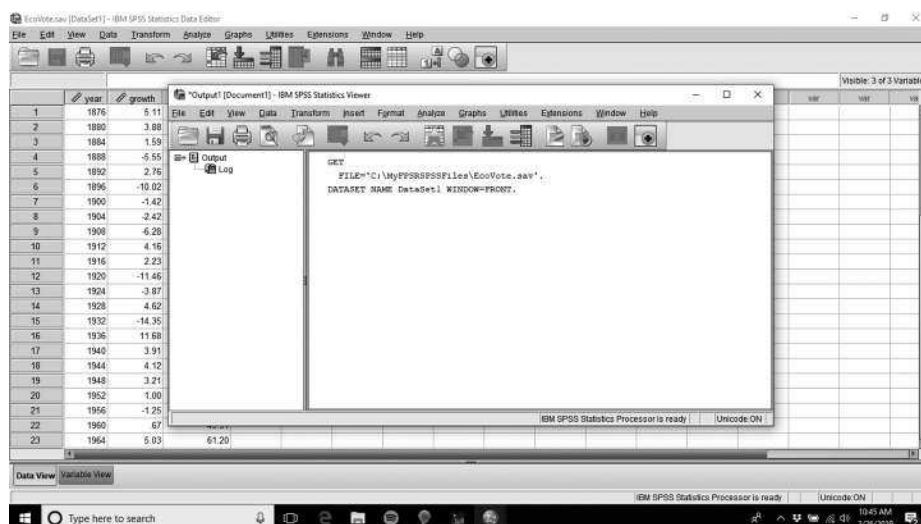 EcoVote.sav [DataSet1] - IBM SPSS Statistics Data Editor
File Edit View Data Transform Analyze Graphs Utilities Extensions Window Help
Visible: 3 of 3 Variable
year growth var var var
1 1876 5.11
2 1880 3.88
3 1884 1.59
4 1888 -5.55
5 1892 2.76
6 1896 -10.02
7 1900 -1.42
8 1904 -2.42
9 1908 -6.28
10 1912 4.16
11 1916 2.23
12 1920 -11.46
13 1924 -3.87
14 1928 4.62
15 1932 -14.35
16 1936 11.68
17 1940 3.91
18 1944 4.12
19 1948 3.21
20 1952 1.00
21 1956 -1.25
22 1960 .67
23 1964 5.03 61.20
*Output1 [Document1] - IBM SPSS Statistics Viewer
File Edit View Data Transform Insert Format Analyze Graphs Utilities Extensions Window Help
Output
Log
GET
FILE='C:\MyFPSRSPSSFiles\EcoVote.sav'.
DATASET NAME DataSet1 WINDOW=FRONT.
IBM SPSS Statistics Processor is ready Unicode:ON
Data View Variable View
IBM SPSS Statistics Processor is ready Unicode:ON
Type here to search
10:45 AM